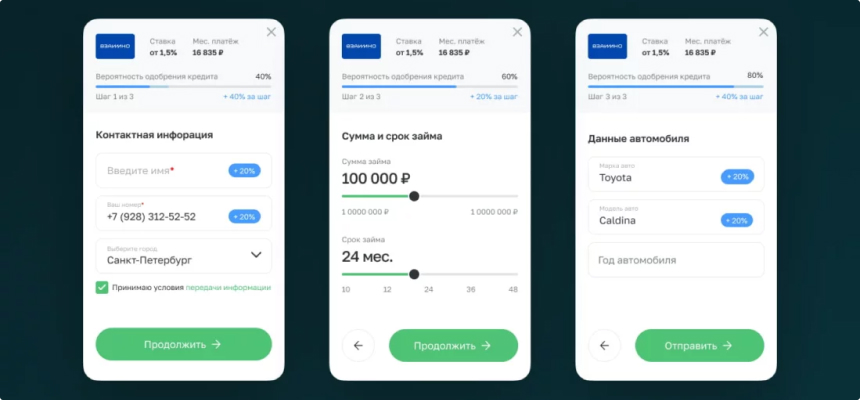 ВЗАИМНО
Ставка
Мес. платёж
от 1,5%
16 835 ₽
Вероятность одобрения кредита
40%
Шаг 1 из 3
+ 40% за шаг
Контактная инфорация
Введите имя*
+ 20%
Ваш номер*
+7 (928) 312-52-52
+ 20%
Выберите город
Санкт-Петербург
Принимаю условия передачи информации
Продолжить →
ВЗАИМНО
Ставка
Мес. платёж
от 1,5%
16 835 ₽
Вероятность одобрения кредита
60%
Шаг 2 из 3
+ 20% за шаг
Сумма и срок займа
Сумма займа
100 000 ₽
1 0000 000 ₽
1 0000 000 ₽
Срок займа
24 мес.
10 12 24 36 48
←
Продолжить →
ВЗАИМНО
Ставка
Мес. платёж
от 1,5%
16 835 ₽
Вероятность одобрения кредита
80%
Шаг 3 из 3
+ 40% за шаг
Данные автомобиля
Марка авто
Toyota
+ 20%
Модель авто
Caldina
+ 20%
Год автомобиля
←
Отправить →